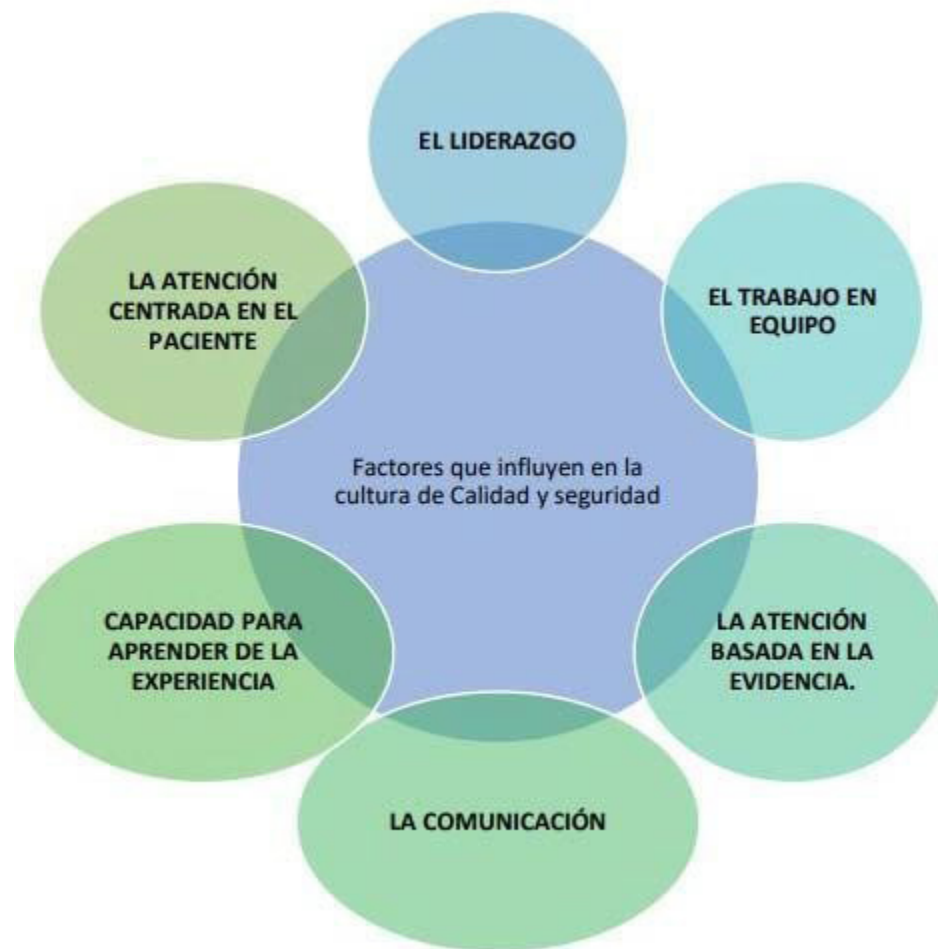 EL LIDERAZGO
EL TRABAJO EN
EQUIPO
LA ATENCIÓN
BASADA EN LA
EVIDENCIA.
LA COMUNICACIÓN
CAPACIDAD PARA
APRENDER DE LA
EXPERIENCIA
LA ATENCIÓN
CENTRADA EN EL
PACIENTE
Factores que influyen en la
cultura de Calidad y seguridad